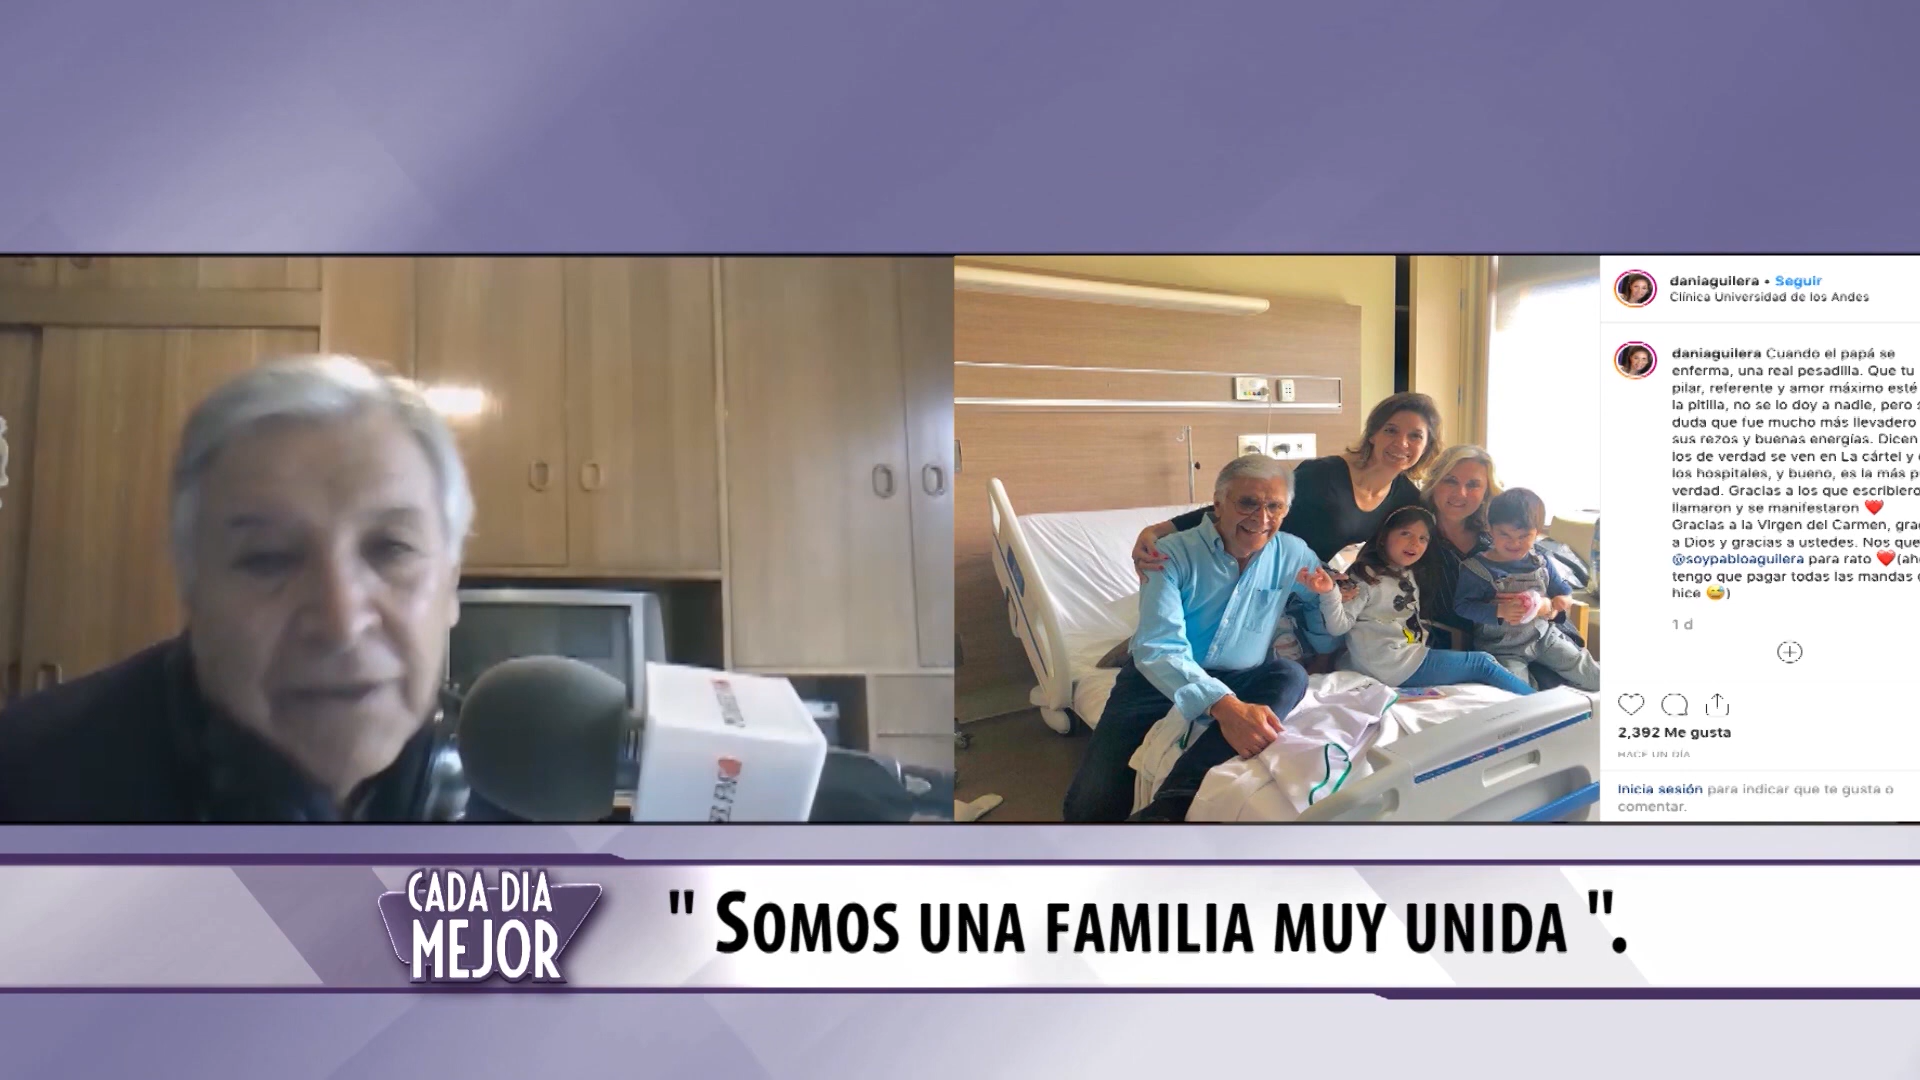 daniaguilera • Seguir
Clínica Universidad de los Andes
daniaguilera Cuando el papá se
enferma, una real pesadilla. Que tu
pilar, referente y amor máximo esté
la pitilla, no se lo doy a nadie, pero
duda que fue mucho más llevadero
sus rezos y buenas energías. Dicen
los de verdad se ven en La cártel y
los hospitales, y bueno, es la más
verdad. Gracias a los que escribiero
llamaron y se manifestaron ❤️
Gracias a la Virgen del Carmen, gra
a Dios y gracias a ustedes. Nos que
@soypabloaguilera para rato ❤️(ah
tengo que pagar todas las mandas
hice 😅)
1 d
2,392 Me gusta
HACE UN DÍA
Inicia sesión para indicar que te gusta o
comentar.
CADA DIA
MEJOR
" SOMOS UNA FAMILIA MUY UNIDA ".